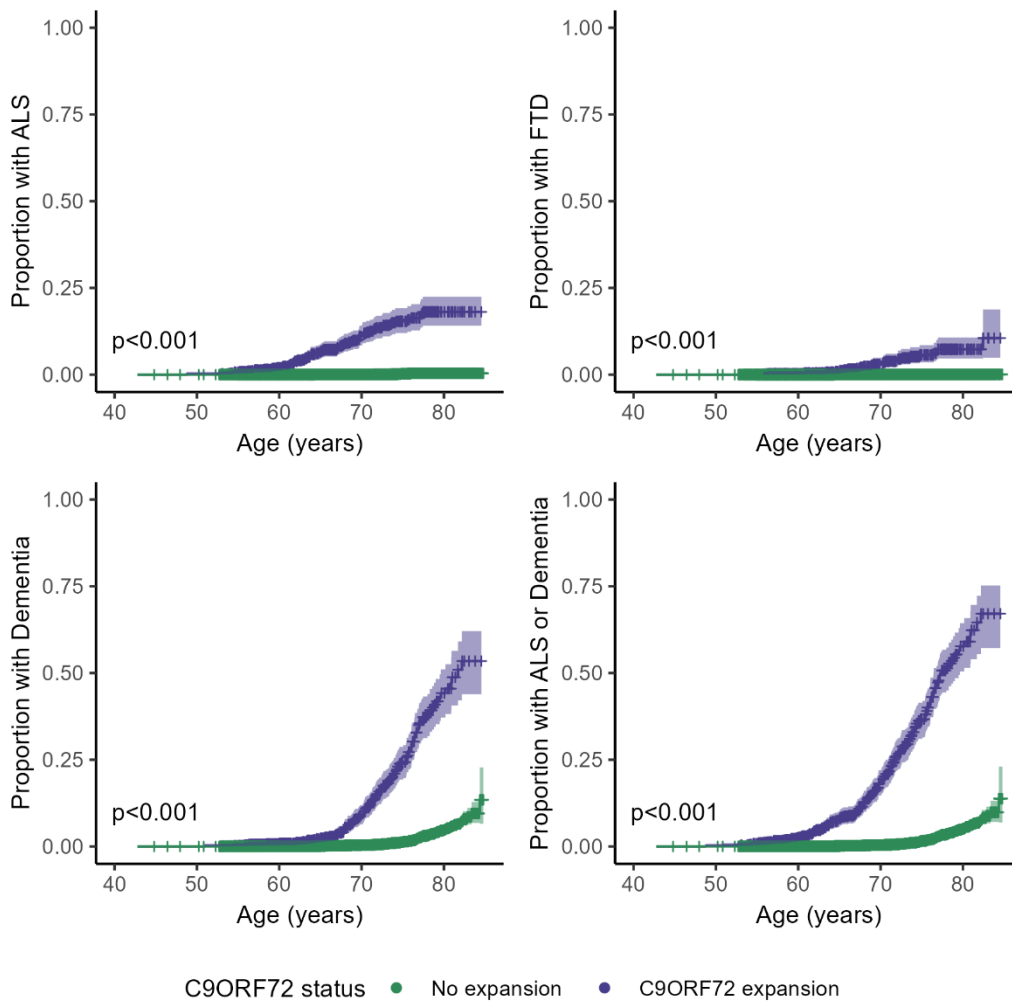 Proportion with ALS
1.00
0.75
0.50
0.25
0.00
p<0.001
40 50 60 70 80
Age (years)
Proportion with FTD
1.00
0.75
0.50
0.25
0.00
p<0.001
40 50 60 70 80
Age (years)
Proportion with Dementia
1.00
0.75
0.50
0.25
0.00
p<0.001
40 50 60 70 80
Age (years)
Proportion with ALS or Dementia
1.00
0.75
0.50
0.25
0.00
p<0.001
40 50 60 70 80
Age (years)
C9ORF72 status No expansion C9ORF72 expansion